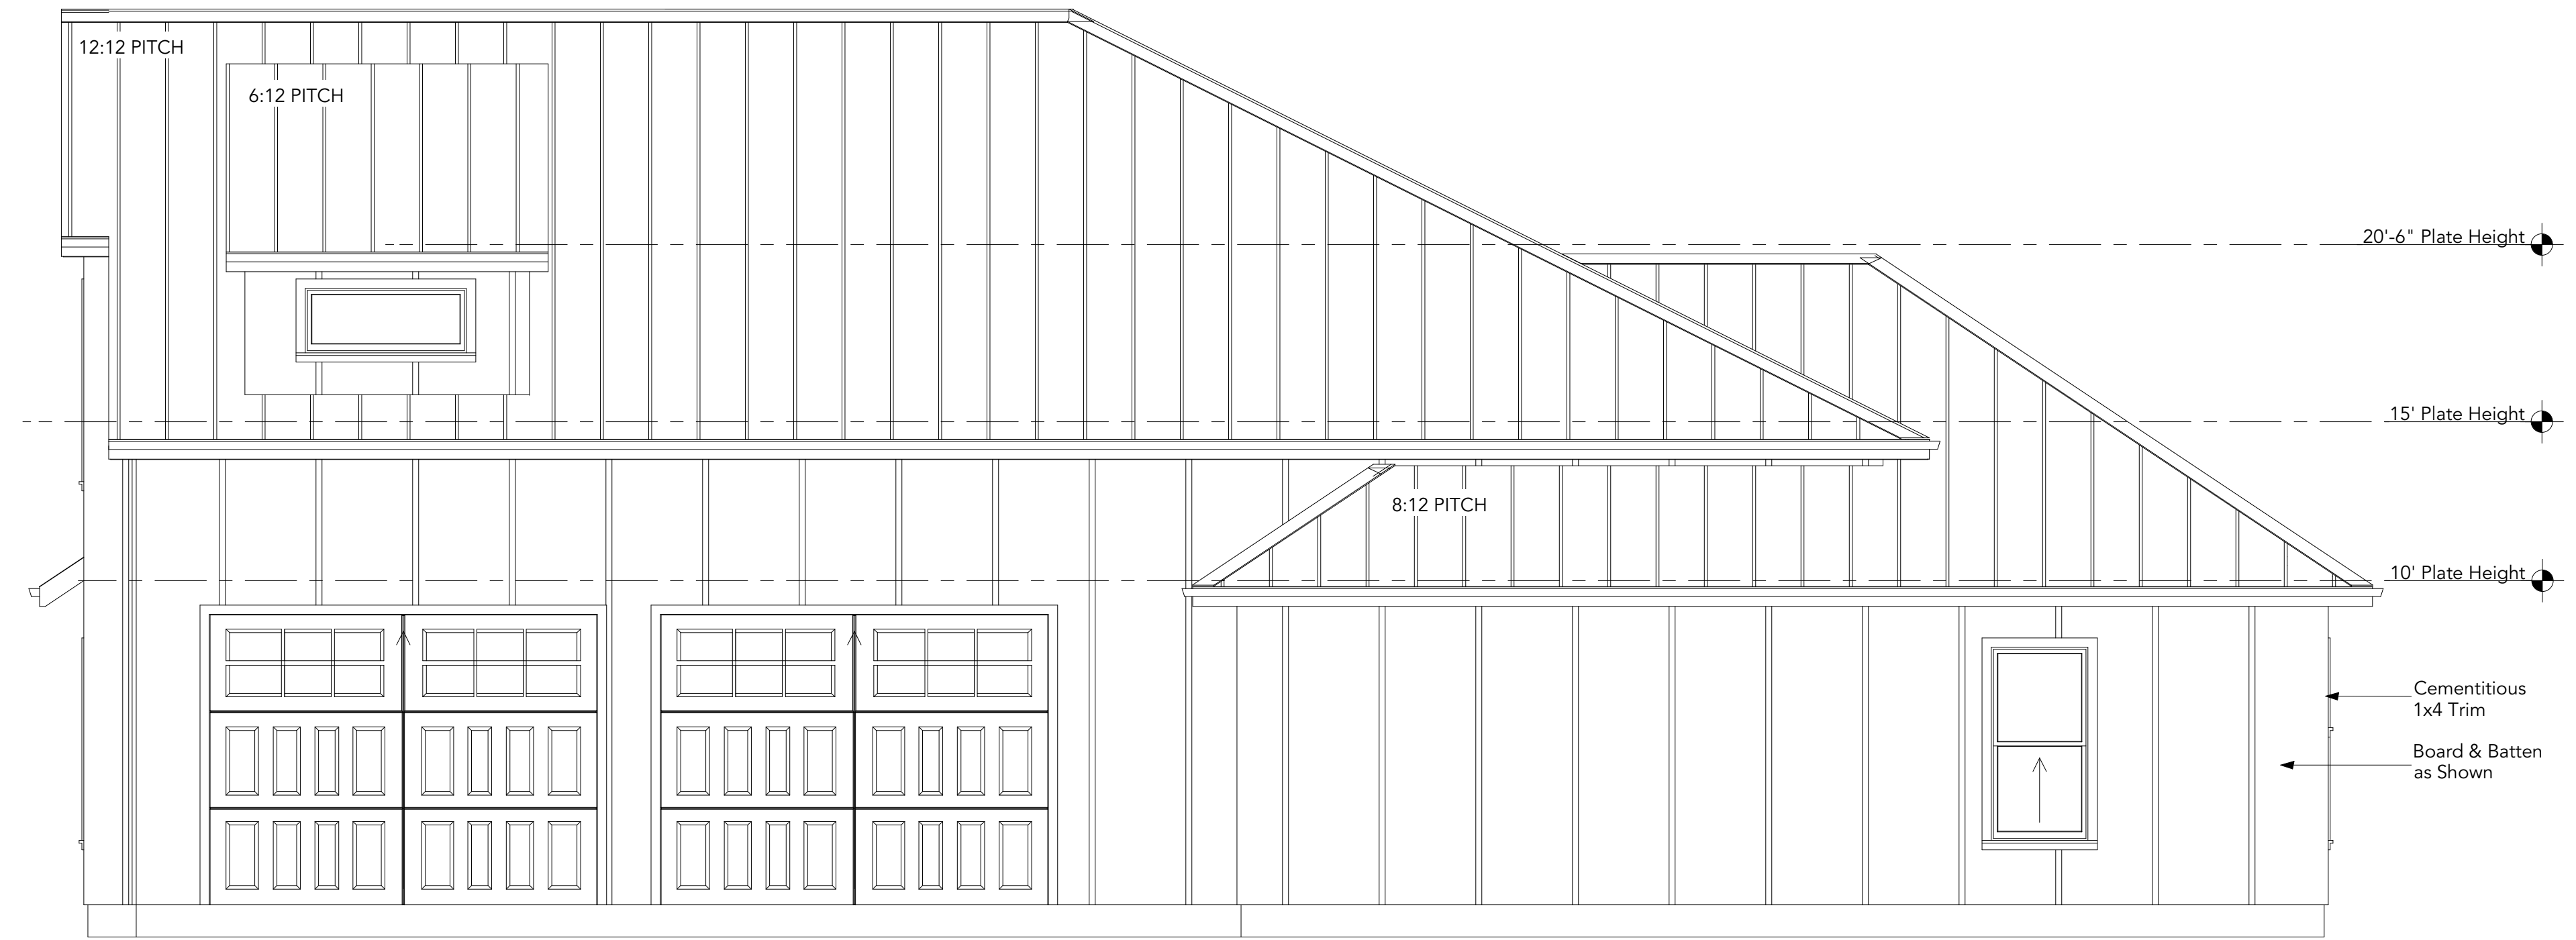 12:12 PITCH
6:12 PITCH
20'-6" Plate Height
15' Plate Height
8:12 PITCH
10' Plate Height
Cementitious
1x4 Trim
Board & Batten
as Shown